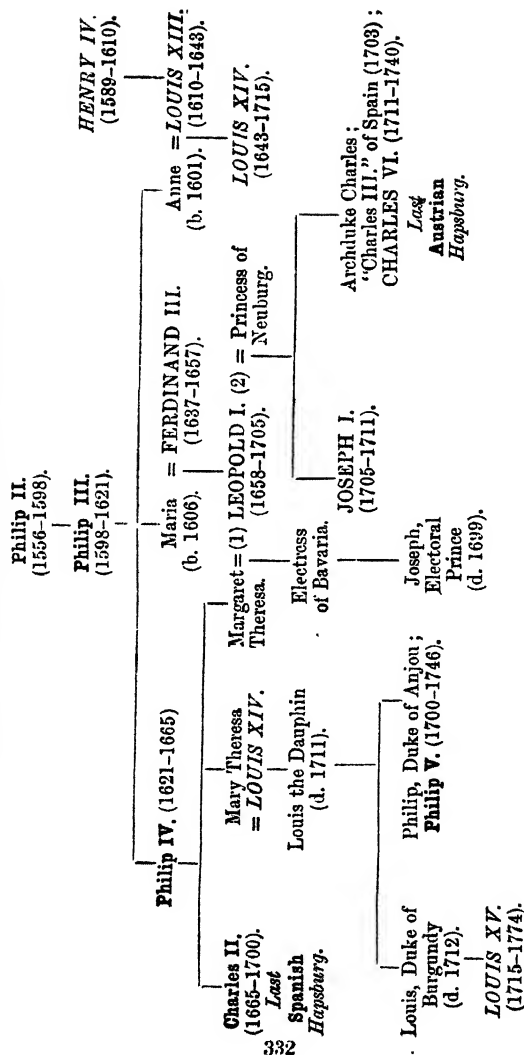 Philip II.
(1556-1598).
Philip III.
(1598-1621).
HENRY IV.
(1589-1610).
Philip IV. (1621-1665)
Maria = FERDINAND III.
(b. 1606). (1637-1657).
Anne = LOUIS XIII.
(b. 1601). (1610-1643).
Charles II.
(1665-1700).
Last
Spanish
Hapsburg.
Mary Theresa
= LOUIS XIV.
Margaret = (1) LEOPOLD I. (2) = Princess of
Theresa. (1658-1705). Neuburg.
LOUIS XIV.
(1643-1715).
Louis the Dauphin
(d. 1711).
Electress
of Bavaria.
JOSEPH I.
(1705-1711).
Archduke Charles;
"Charles III." of Spain (1703);
CHARLES VI. (1711-1740).
Last
Austrian
Hapsburg.
Louis, Duke of
Burgundy
(d. 1712)
Philip, Duke of Anjou;
Philip V. (1700-1746).
Joseph,
Electoral
Prince
(d. 1699).
LOUIS XV.
(1715-1774).
332